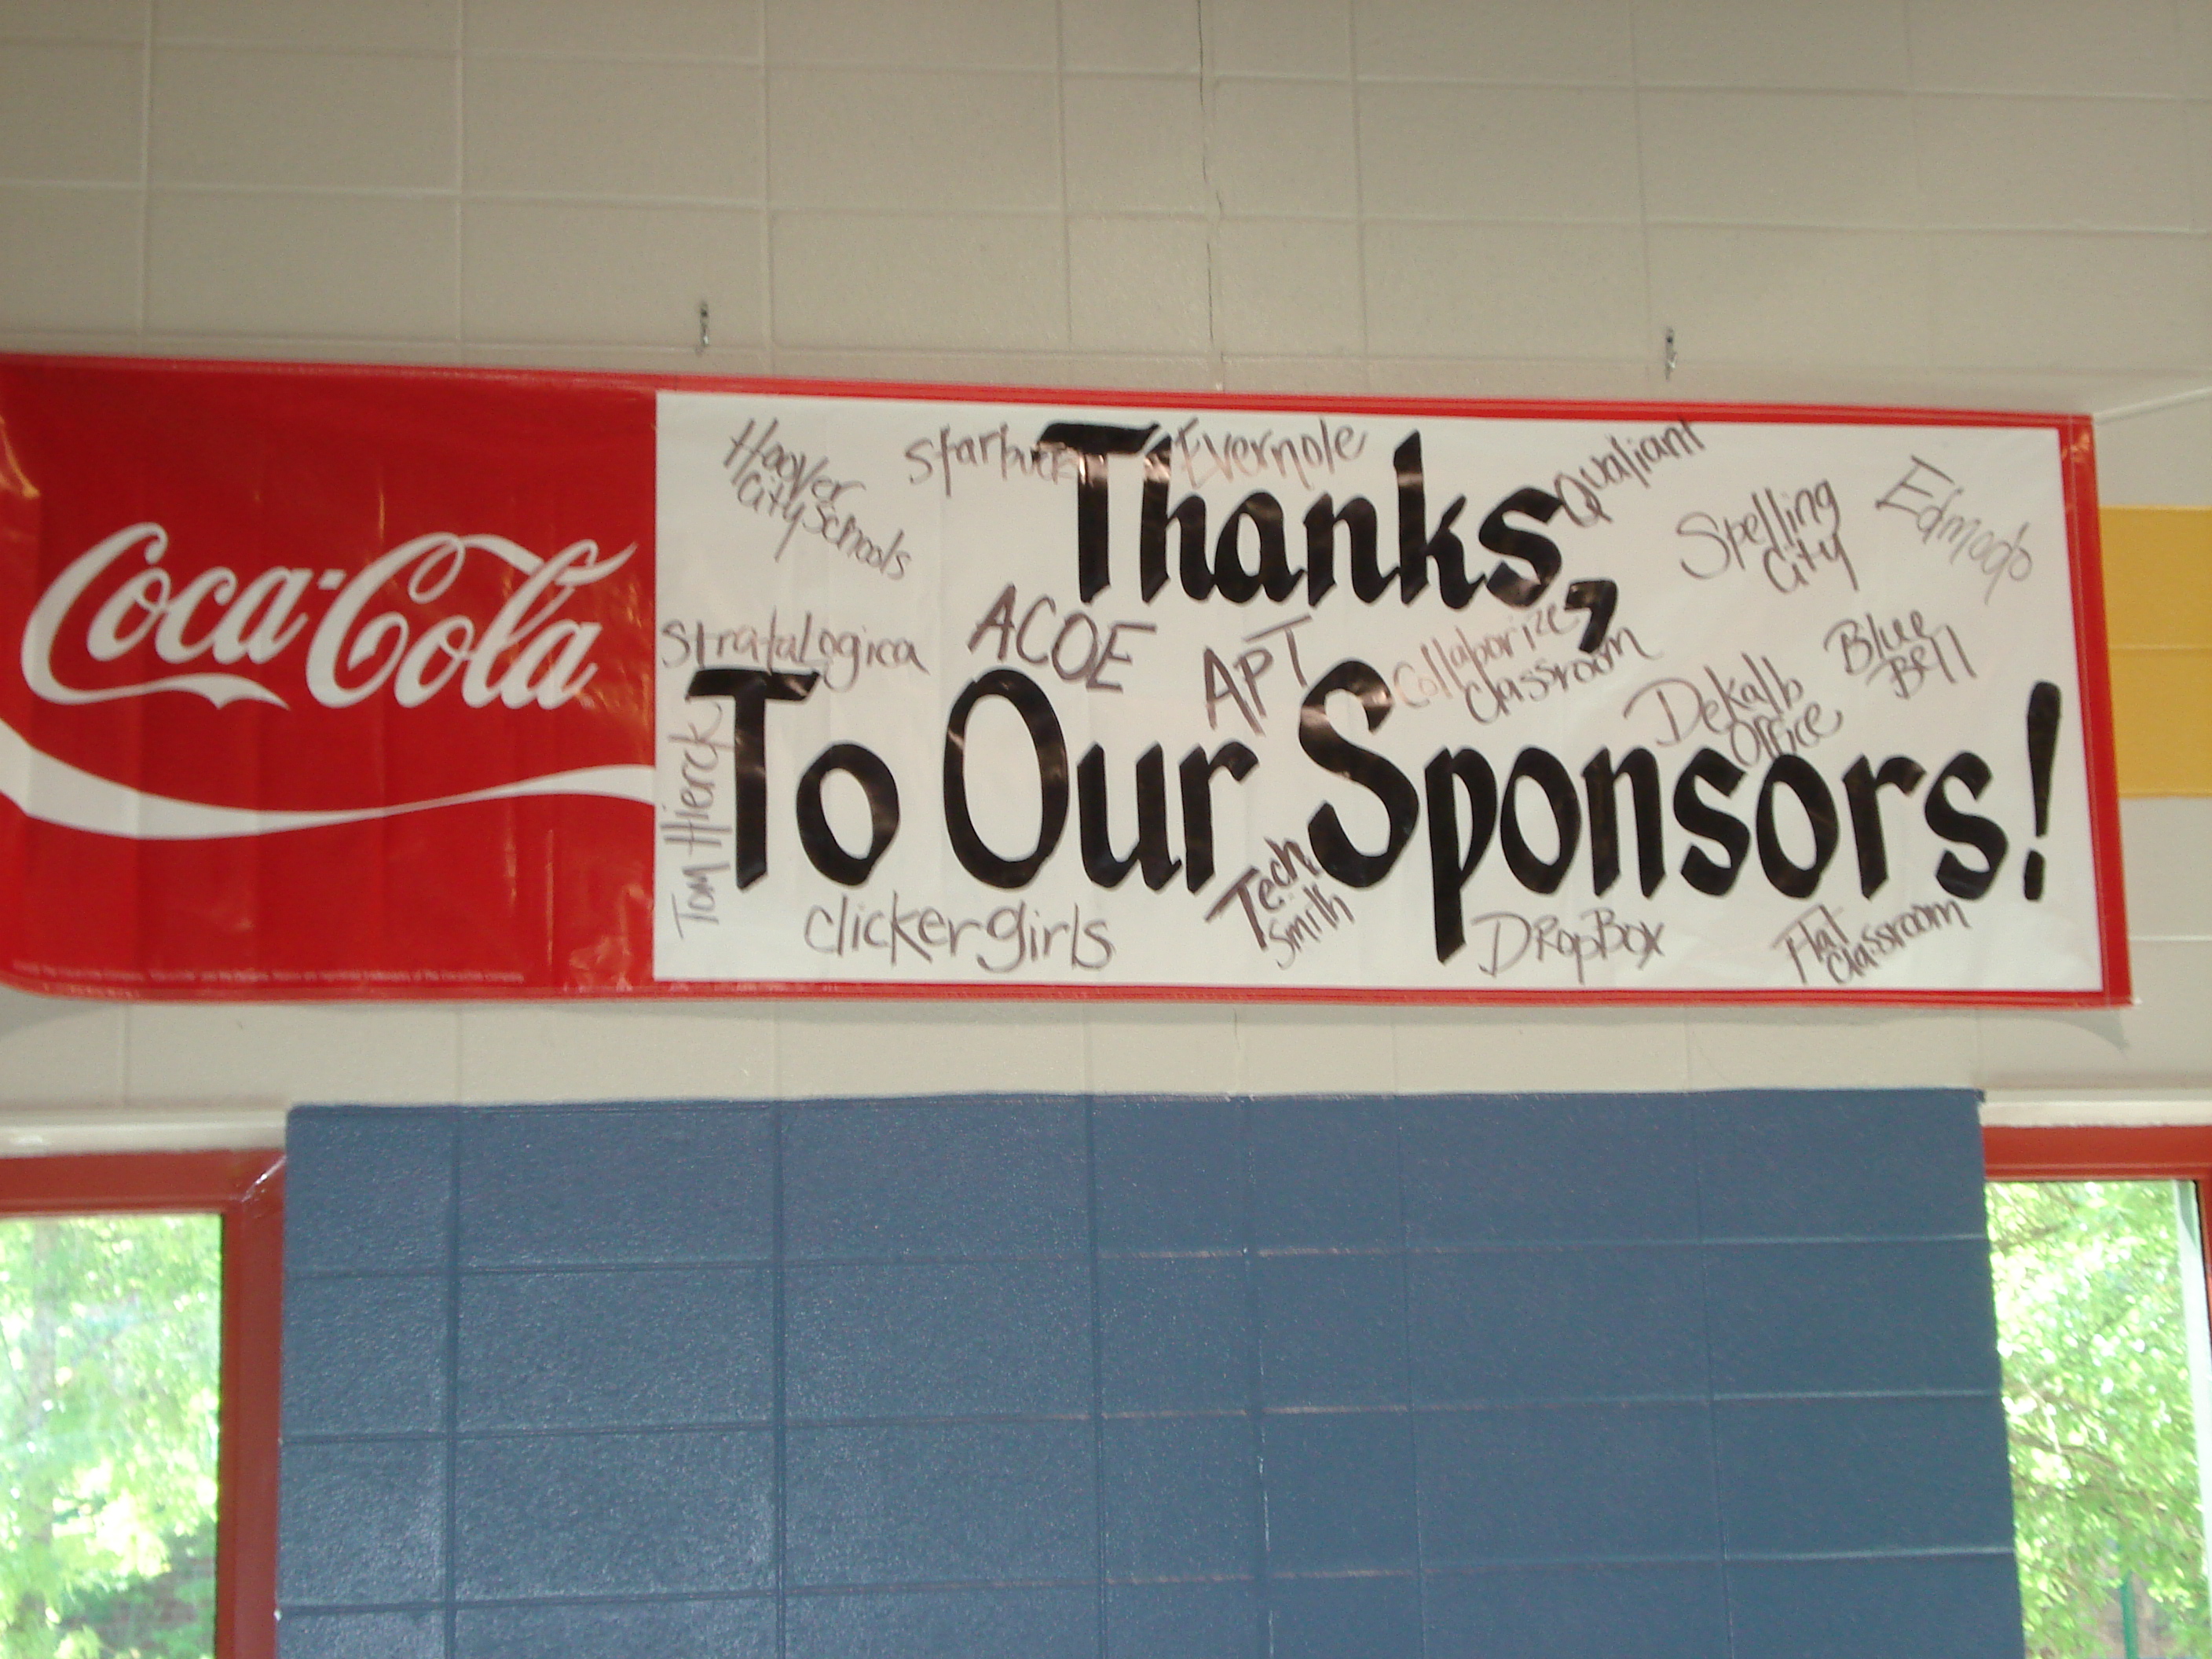 Coca-Cola
Thanks,
To Our Sponsors!
Hoover
City Schools
Starbucks
Evernote
Qualiant
Spelling
City
Edmodo
StrataLogica
ACOE
APT
Collaborize
Classroom
Dekalb
Office
Blue
Bell
Tom Hierck
clickergirls
Tech
Smith
DropBox
Flat
Classroom